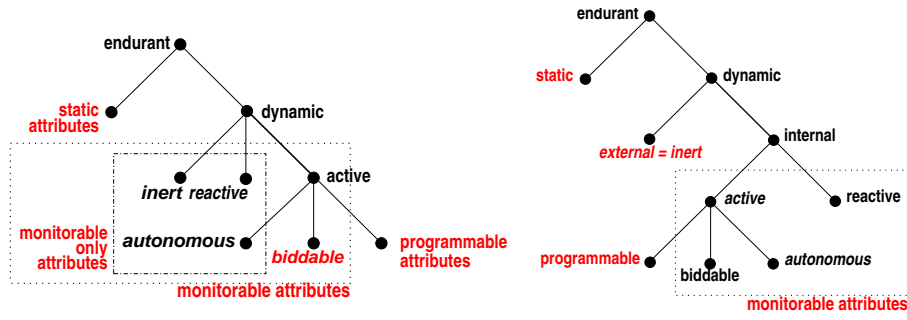 endurant
static
attributes
dynamic
inert reactive
active
monitorable
only
attributes
autonomous
biddable
programmable
attributes
monitorable attributes
endurant
static
dynamic
external = inert
internal
active
reactive
programmable
biddable
autonomous
monitorable attributes